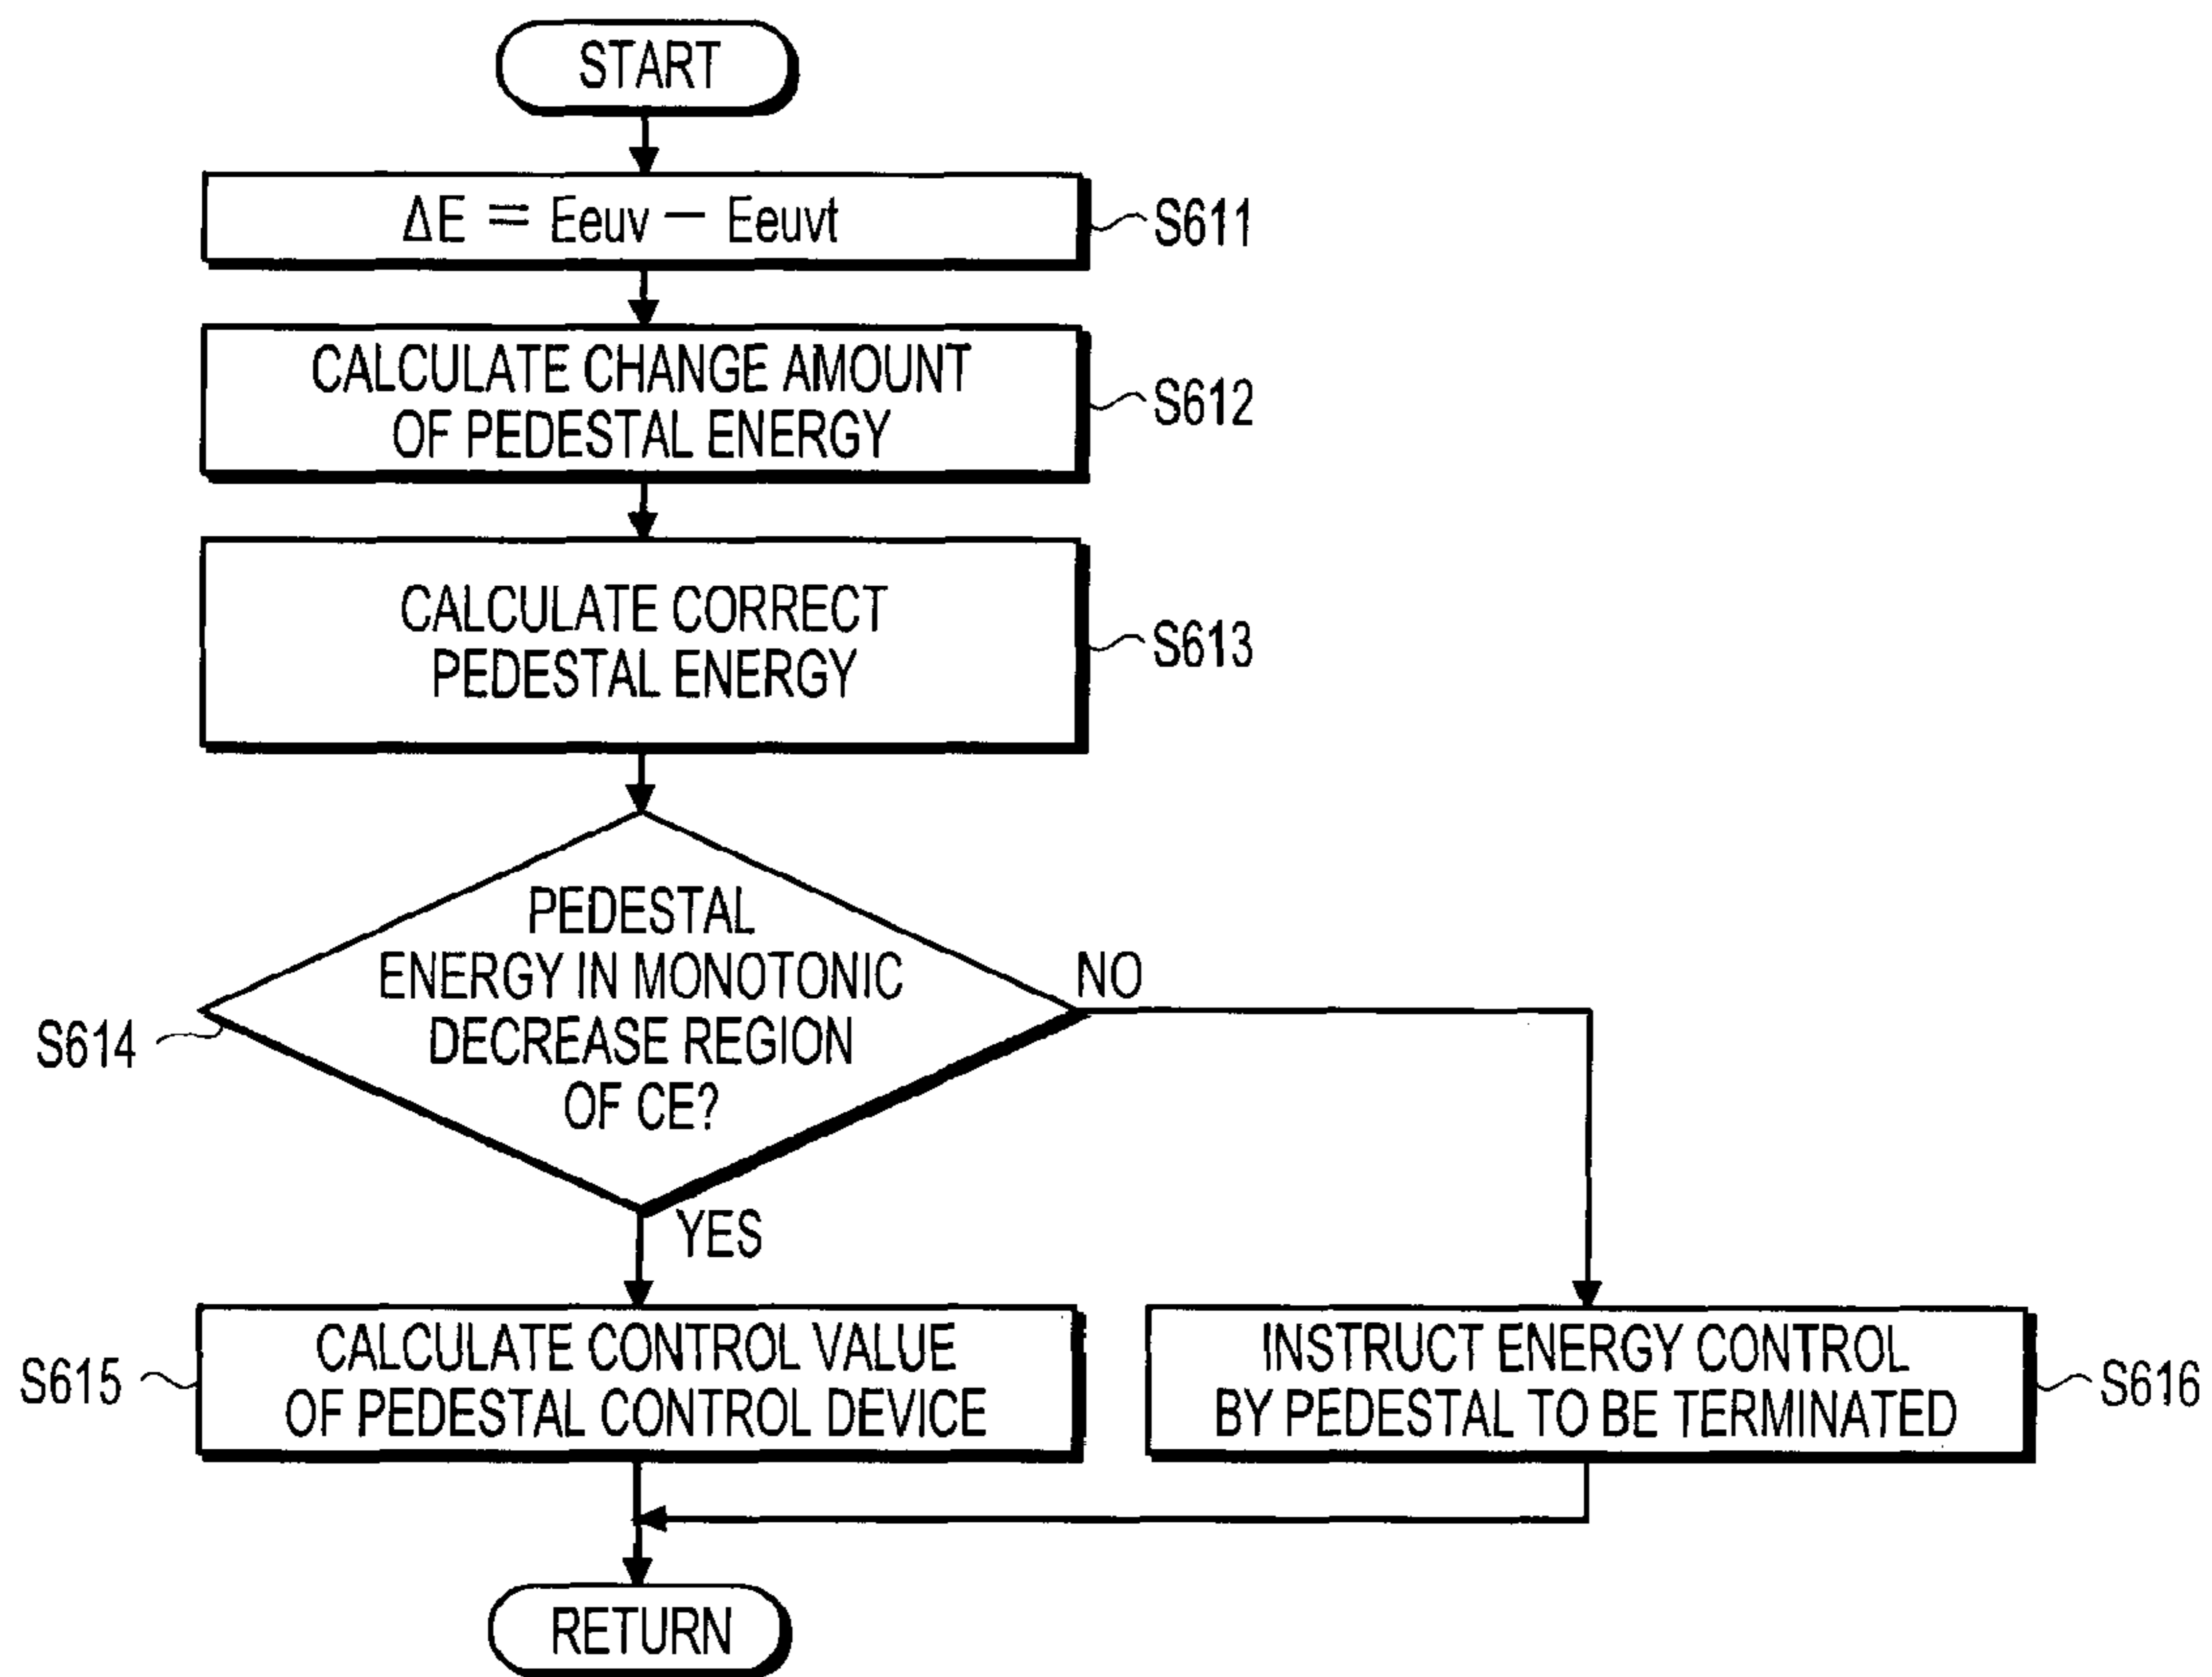 START
ΔE = Eeuv − Eeuvt
S611
CALCULATE CHANGE AMOUNT
OF PEDESTAL ENERGY
S612
CALCULATE CORRECT
PEDESTAL ENERGY
S613
PEDESTAL
ENERGY IN MONOTONIC
DECREASE REGION
OF CE?
NO
S614
YES
CALCULATE CONTROL VALUE
OF PEDESTAL CONTROL DEVICE
S615
INSTRUCT ENERGY CONTROL
BY PEDESTAL TO BE TERMINATED
S616
RETURN